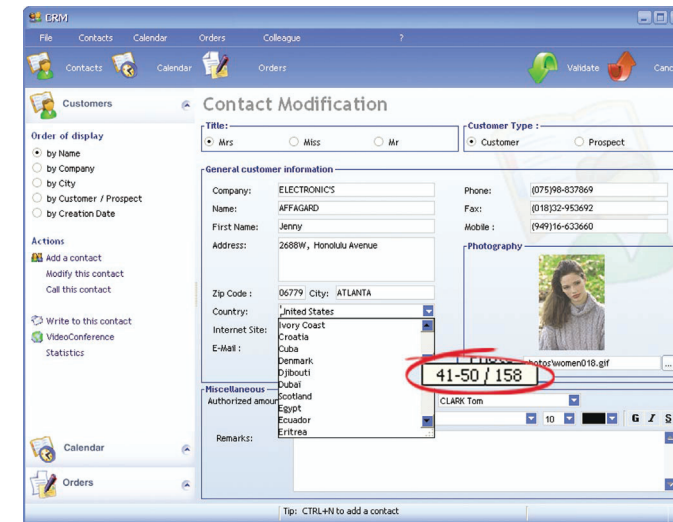 CRM
File Contacts Calendar Orders Colleague ?
Contacts Calendar Orders Validate Canc
Customers
Contact Modification
Order of display
by Name
by Company
by City
by Customer / Prospect
by Creation Date
Actions
Add a contact
Modify this contact
Call this contact
Write to this contact
VideoConference
Statistics
Calendar
Orders
Title:
Mrs Miss Mr
Customer Type :
Customer Prospect
General customer information
Company: ELECTRONIC'S
Name: AFFAGARD
First Name: Jenny
Address: 2688W, Honolulu Avenue
Zip Code : 06779 City: ATLANTA
Country: United States
Internet Site:
E-Mail :
Ivory Coast
Croatia
Cuba
Denmark
Djibouti
Dubaï
Scotland
Egypt
Ecuador
Eritrea
Phone: (075)98-837869
Fax: (018)32-953692
Mobile : (949)16-633660
Photography
photos\women018.gif ...
41-50 / 158
Miscellaneous
Authorized amour
CLARK Tom
10 G I S
Remarks:
Tip: CTRL+N to add a contact